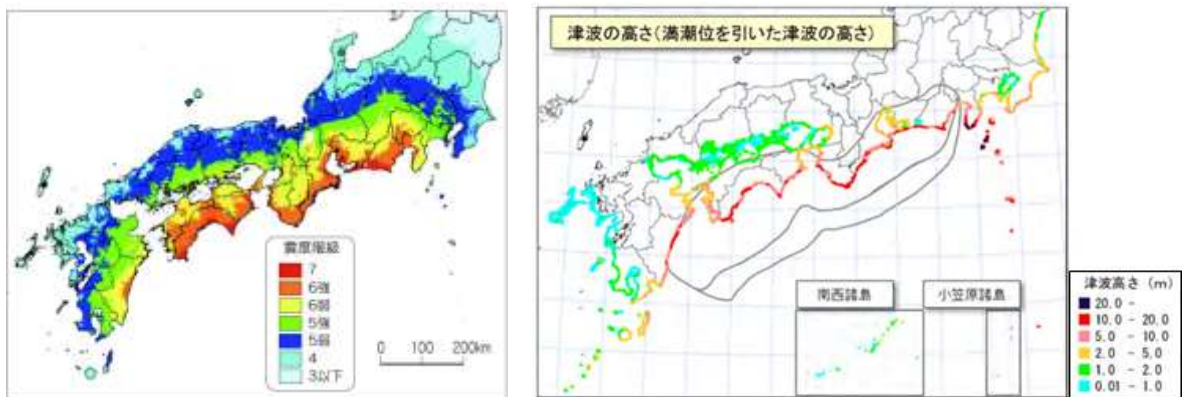 震度階級
7
6強
6弱
5強
5弱
4
3以下
0 100 200km
津波の高さ(満潮位を引いた津波の高さ)
南西諸島
小笠原諸島
津波高さ (m)
20.0 -
10.0 - 20.0
5.0 - 10.0
2.0 - 5.0
1.0 - 2.0
0.01 - 1.0